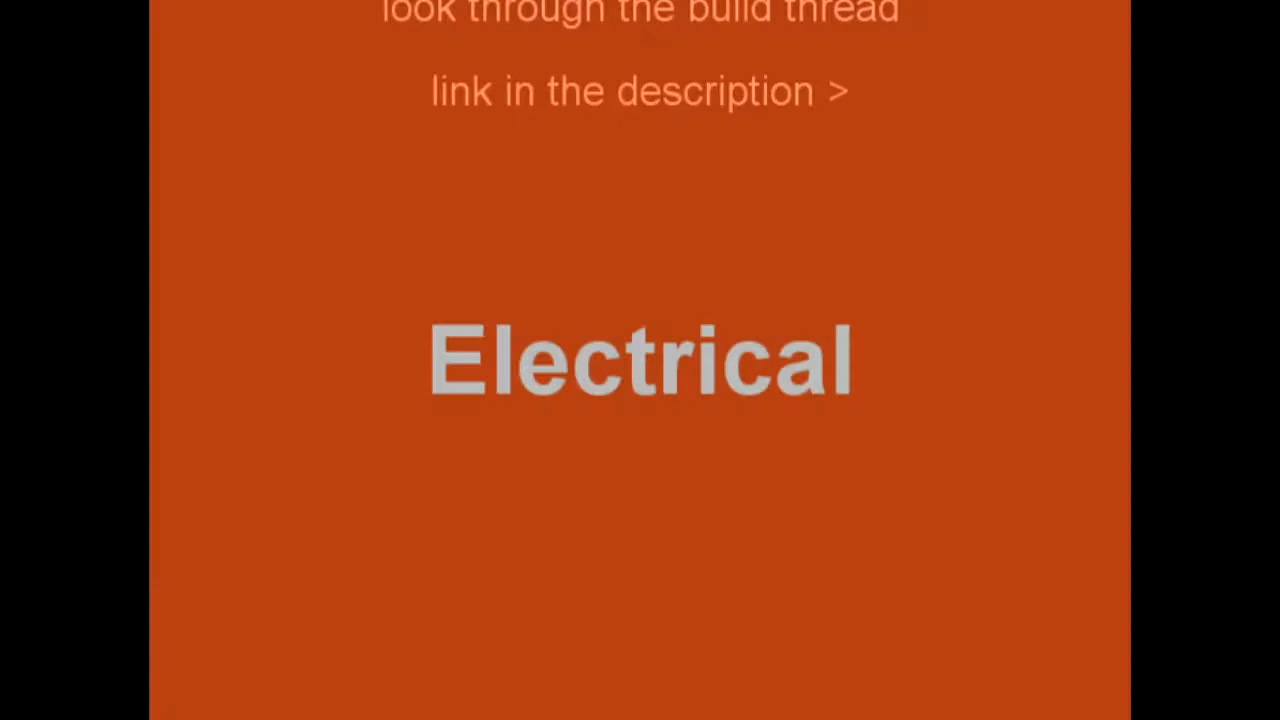 look through the build thread
link in the description >
Electrical